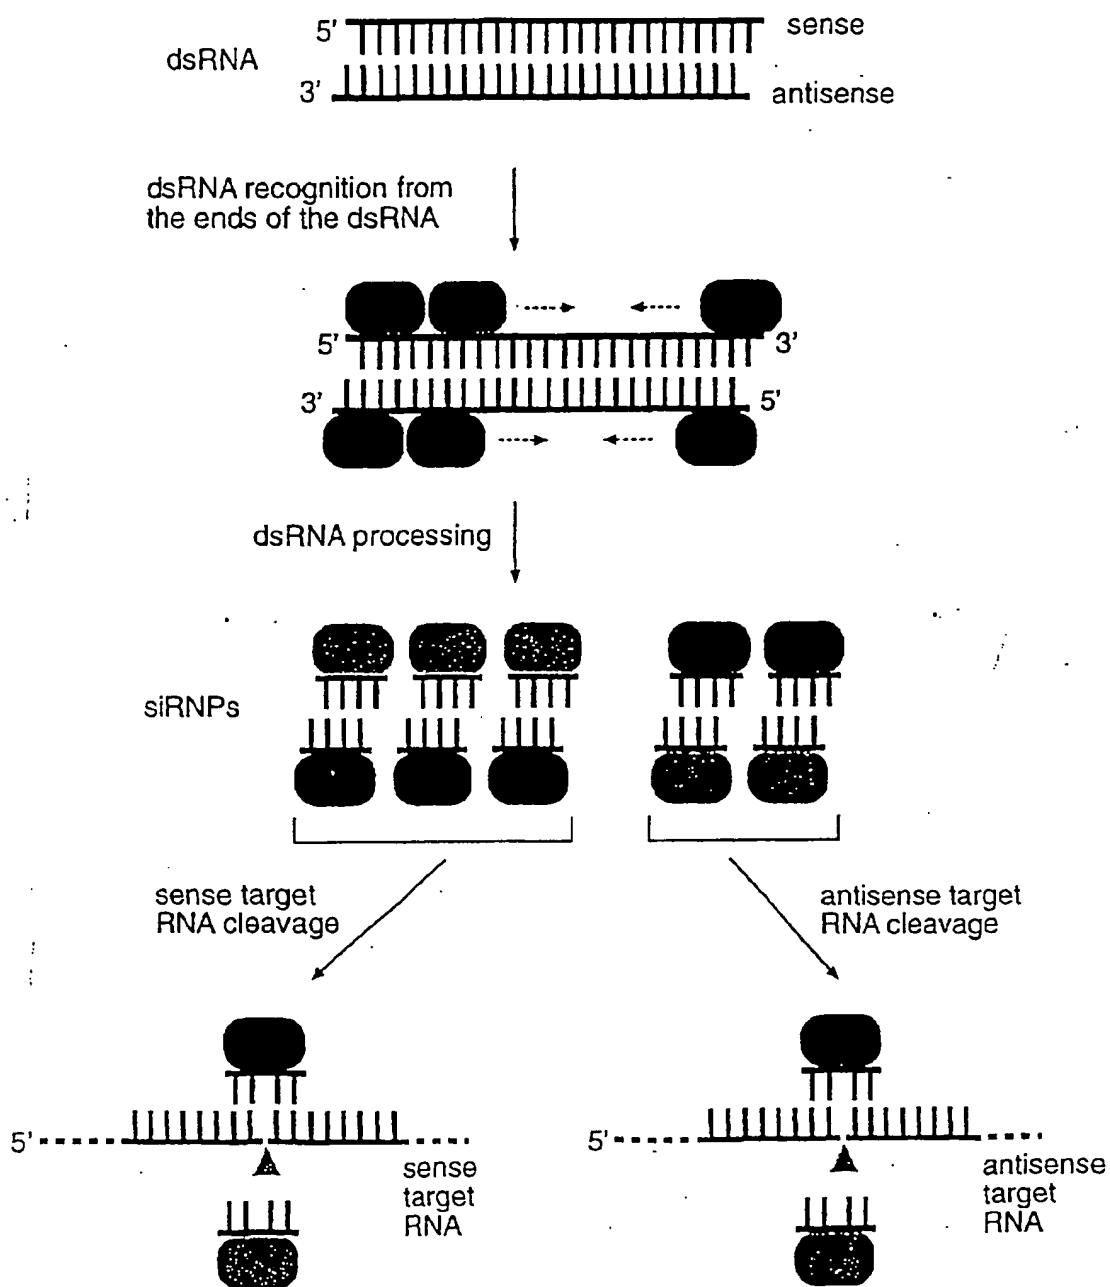 5' sense
dsRNA
3' antisense
dsRNA recognition from
the ends of the dsRNA
5' 3'
3' 5'
dsRNA processing
siRNPs
sense target
RNA cleavage
antisense target
RNA cleavage
5'
sense
target
RNA
5'
antisense
target
RNA